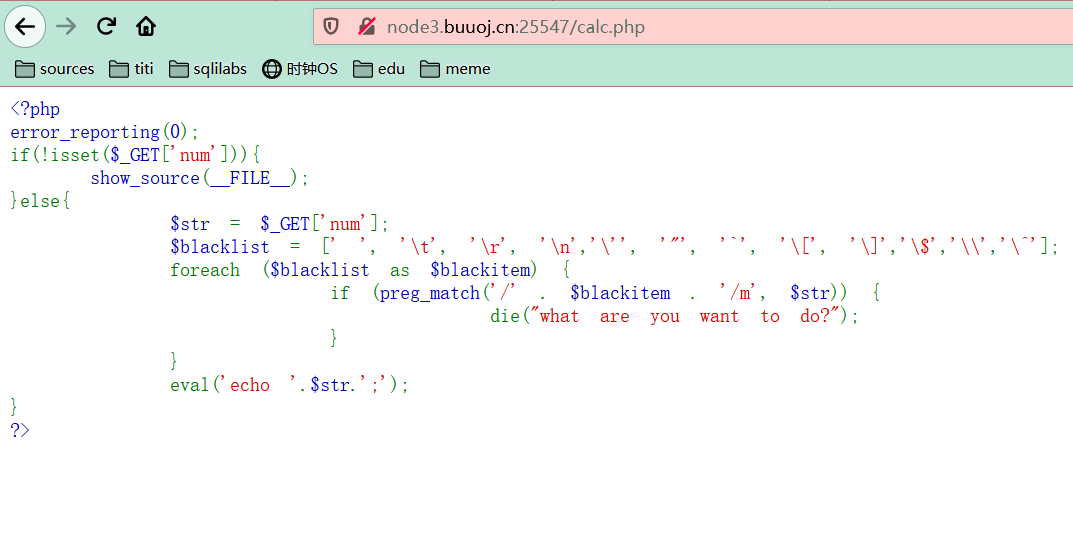 node3.buuoj.cn:25547/calc.php
sources titi sqlilabs 时钟OS edu meme
<?php
error_reporting(0);
if(!isset($_GET['num'])){
        show_source(__FILE__);
}else{
                $str = $_GET['num'];
                $blacklist = [' ', '\t', '\r', '\n','\'', '"', '`', '\[', '\]','\$','\\','\^'];
                foreach ($blacklist as $blackitem) {
                                if (preg_match('/' . $blackitem . '/m', $str)) {
                                                die("what are you want to do?");
                                }
                }
                eval('echo '.$str.';');
}
?>